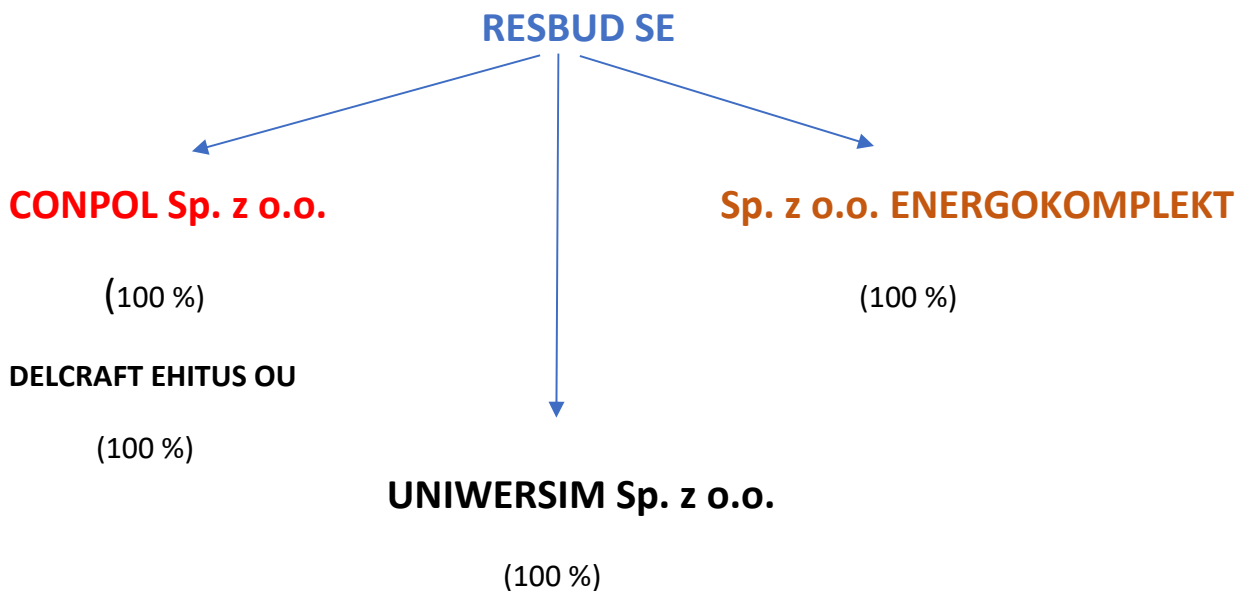 RESBUD SE
CONPOL Sp. z o.o.
Sp. z o.o. ENERGOKOMPLEKT
(100 %)
(100 %)
DELCRAFT EHITUS OU
(100 %)
UNIWERSIM Sp. z o.o.
(100 %)